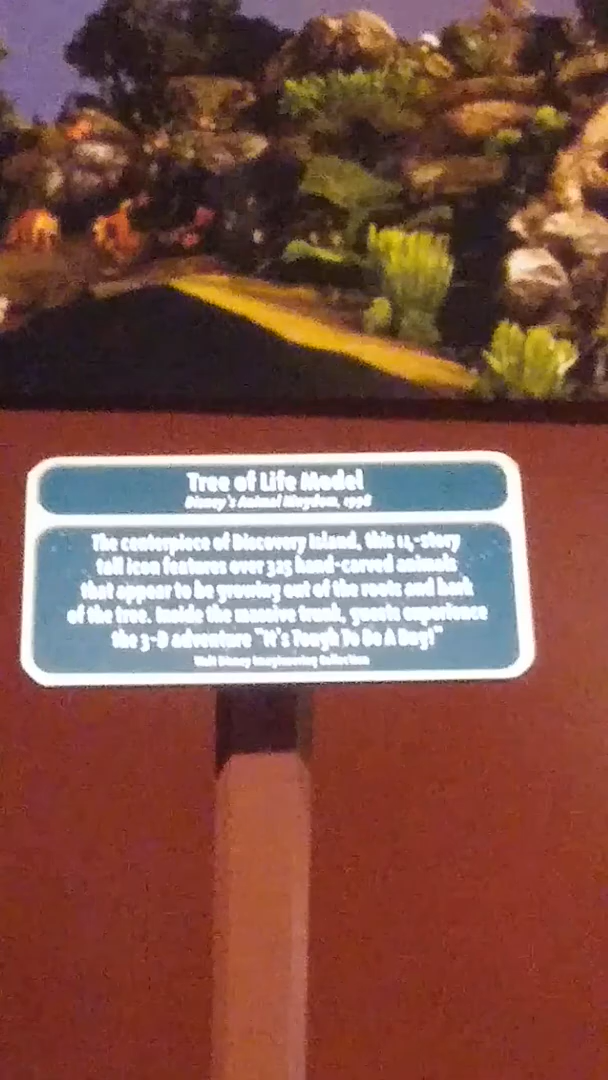 Tree of Life Model
Disney's Animal Kingdom, 1998
The centerpiece of Discovery Island, this 14-story
tall icon features over 325 hand-carved animals
that appear to be growing out of the roots and bark
of the tree. Inside the massive trunk, guests experience
the 3-D adventure "It's Tough To Be A Bug!"
Walt Disney Imagineering Collection